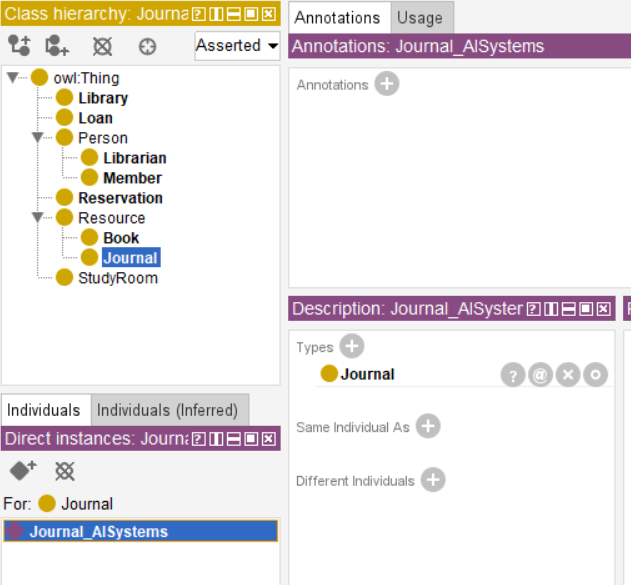 Class hierarchy: Journa
Asserted
owl:Thing
Library
Loan
Person
Librarian
Member
Reservation
Resource
Book
Journal
StudyRoom
Individuals Individuals (Inferred)
Direct instances: Journa
For: Journal
Journal_AISystems
Annotations Usage
Annotations: Journal_AISystems
Annotations
Description: Journal_AISyster
Types
Journal
Same Individual As
Different Individuals